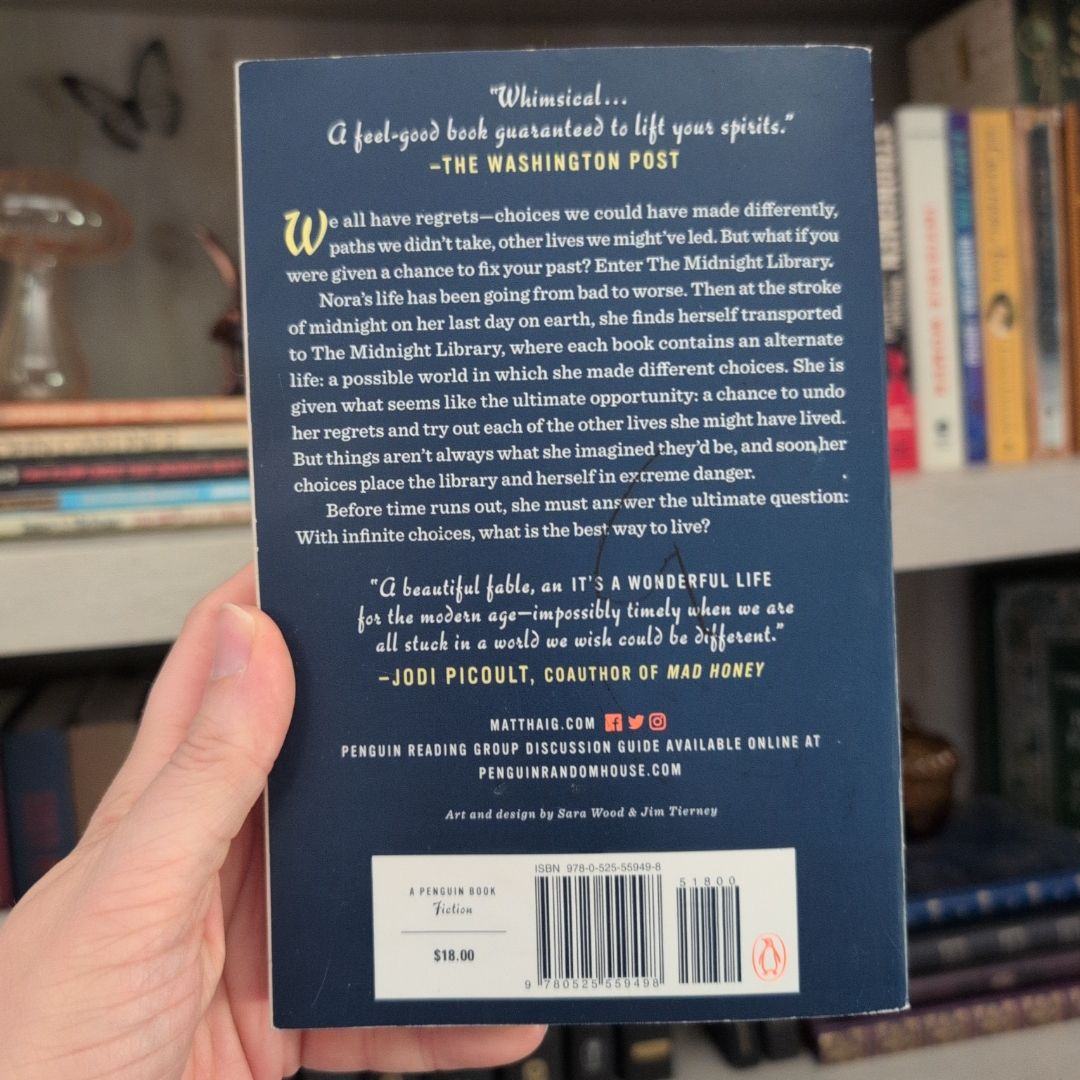 "Whimsical...
A feel-good book guaranteed to lift your spirits."
–THE WASHINGTON POST
We all have regrets—choices we could have made differently,
paths we didn't take, other lives we might've led. But what if you
were given a chance to fix your past? Enter The Midnight Library.
Nora's life has been going from bad to worse. Then at the stroke
of midnight on her last day on earth, she finds herself transported
to The Midnight Library, where each book contains an alternate
life: a possible world in which she made different choices. She is
given what seems like the ultimate opportunity: a chance to undo
her regrets and try out each of the other lives she might have lived.
But things aren't always what she imagined they'd be, and soon her
choices place the library and herself in extreme danger.
Before time runs out, she must answer the ultimate question:
With infinite choices, what is the best way to live?
"A beautiful fable, an IT'S A WONDERFUL LIFE
for the modern age—impossibly timely when we are
all stuck in a world we wish could be different."
–JODI PICOULT, COAUTHOR OF MAD HONEY
MATTHAIG.COM
PENGUIN READING GROUP DISCUSSION GUIDE AVAILABLE ONLINE AT
PENGUINRANDOMHOUSE.COM
Art and design by Sara Wood & Jim Tierney
A PENGUIN BOOK
Fiction
$18.00
ISBN 978-0-525-55949-8
51800
9 780525 559498